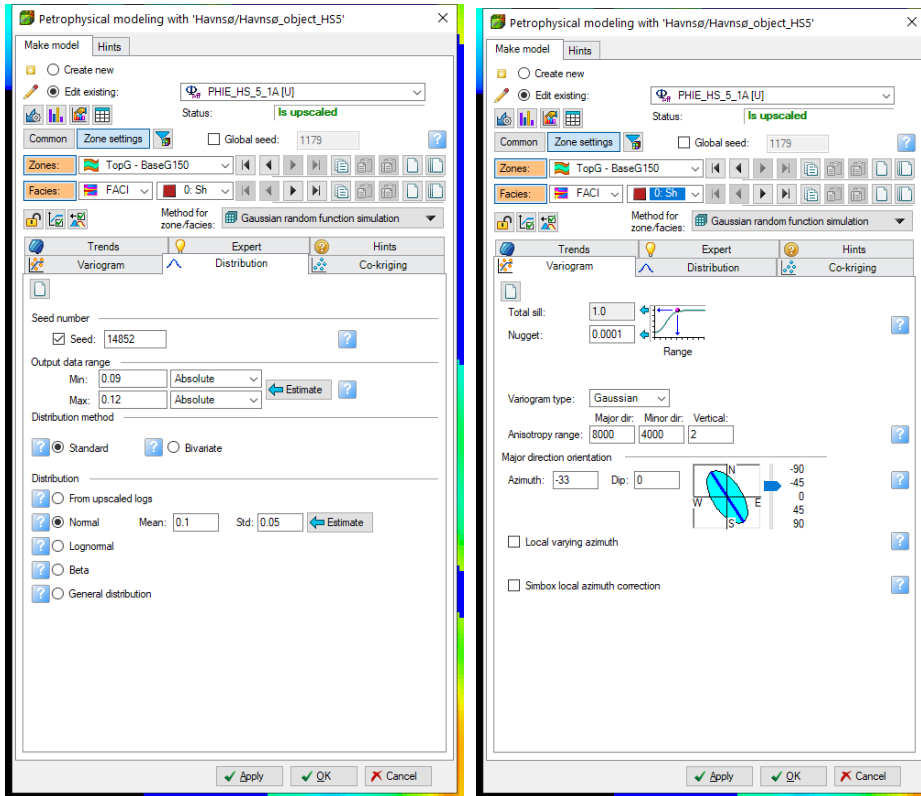 Petrophysical modeling with 'Havnsø/Havnsø_object_HS5'
Make model Hints
Create new
Edit existing: Φeff PHIE_HS_5_1A [U]
Status: Is upscaled
Common Zone settings Global seed: 1179
Zones: TopG - BaseG150
Facies: FACI 0: Sh
Method for zone/facies: Gaussian random function simulation
Trends Expert Hints
Variogram Distribution Co-kriging
Seed number
Seed: 14852
Output data range
Min: 0.09 Absolute
Estimate
Max: 0.12 Absolute
Distribution method
Standard Bivariate
Distribution
From upscaled logs
Normal Mean: 0.1 Std: 0.05 Estimate
Lognormal
Beta
General distribution
Apply OK Cancel
Petrophysical modeling with 'Havnsø/Havnsø_object_HS5'
Make model Hints
Create new
Edit existing: Φeff PHIE_HS_5_1A [U]
Status: Is upscaled
Common Zone settings Global seed: 1179
Zones: TopG - BaseG150
Facies: FACI 0: Sh
Method for zone/facies: Gaussian random function simulation
Trends Expert Hints
Variogram Distribution Co-kriging
Total sill: 1.0
Nugget: 0.0001
Range
Variogram type: Gaussian
Major dir: Minor dir: Vertical:
Anisotropy range: 8000 4000 2
Major direction orientation
Azimuth: -33 Dip: 0
N
W E
S
-90
-45
0
45
90
Local varying azimuth
Simbox local azimuth correction
Apply OK Cancel